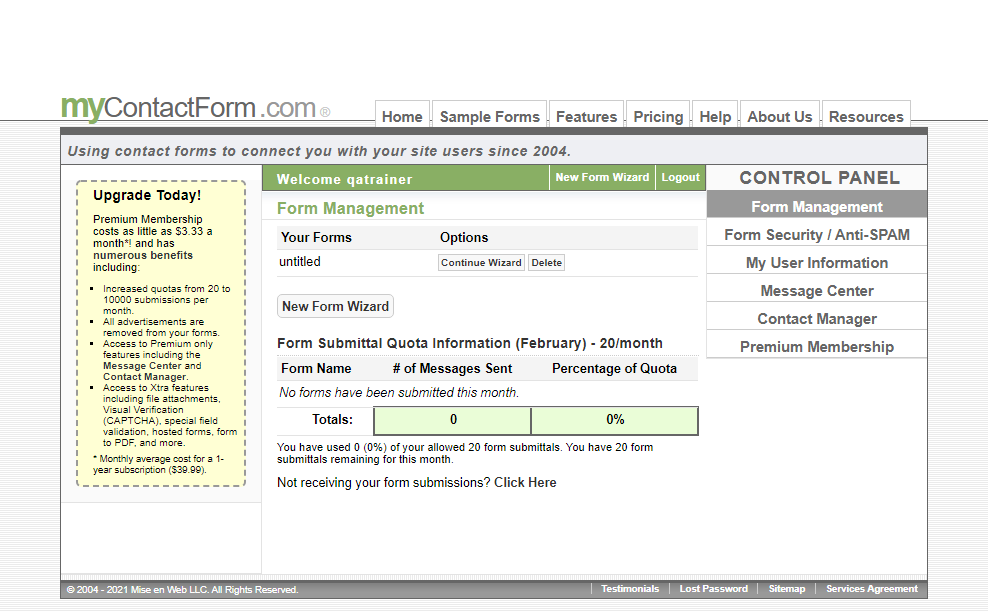 myContactForm.com ®
Home Sample Forms Features Pricing Help About Us Resources
Using contact forms to connect you with your site users since 2004.
Upgrade Today!
Premium Membership
costs as little as $3.33 a
month*! and has
numerous benefits
including:
Increased quotas from 20 to
10000 submissions per
month.
All advertisements are
removed from your forms.
Access to Premium only
features including the
Message Center and
Contact Manager.
Access to Xtra features
including file attachments,
Visual Verification
(CAPTCHA), special field
validation, hosted forms, form
to PDF, and more.
* Monthly average cost for a 1-
year subscription ($39.99).
Welcome qatrainer New Form Wizard Logout
Form Management
Your Forms Options
untitled Continue Wizard Delete
New Form Wizard
Form Submittal Quota Information (February) - 20/month
Form Name # of Messages Sent Percentage of Quota
No forms have been submitted this month.
Totals: 0 0%
You have used 0 (0%) of your allowed 20 form submittals. You have 20 form
submittals remaining for this month.
Not receiving your form submissions? Click Here
CONTROL PANEL
Form Management
Form Security / Anti-SPAM
My User Information
Message Center
Contact Manager
Premium Membership
© 2004 - 2021 Mise en Web LLC. All Rights Reserved. Testimonials Lost Password Sitemap Services Agreement